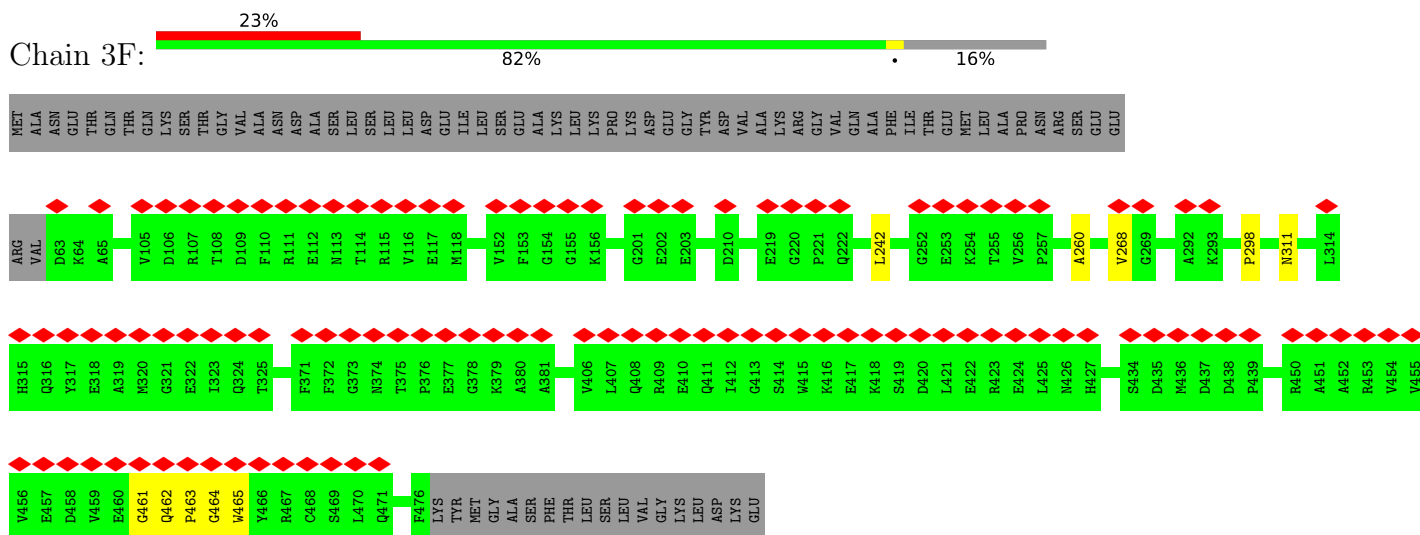 23%
Chain 3F:
82% • 16%
MET ALA ASN GLU THR GLN THR GLN LYS SER THR GLY VAL ALA ASN ASP ALA SER LEU SER LEU LEU ASP GLU ILE LEU SER GLU ALA LYS LEU LYS PRO LYS ASP GLU GLY TYR ASP VAL ALA LYS ARG GLY VAL GLN ALA PHE ILE THR GLU MET LEU ALA PRO ASN ARG SER GLU GLU
ARG VAL D63 K64 A65 V105 D106 R107 T108 D109 F110 R111 E112 N113 T114 R115 V116 E117 M118 V152 F153 G154 G155 K156 G201 E202 E203 D210 E219 G220 P221 Q222 L242 G252 E253 K254 T255 V256 P257 A260 V268 G269 A292 K293 P298 N311 L314
H315 Q316 Y317 E318 A319 M320 G321 E322 I323 Q324 T325 F371 F372 G373 N374 T375 P376 E377 G378 K379 A380 A381 V406 L407 Q408 R409 E410 Q411 I412 G413 S414 W415 K416 E417 K418 S419 D420 L421 E422 R423 E424 L425 N426 H427 S434 D435 M436 D437 D438 P439 R450 A451 A452 R453 V454 V455
V456 E457 D458 V459 E460 G461 Q462 P463 G464 W465 Y466 R467 C468 S469 L470 Q471 F476 LYS TYR MET GLY ALA SER PHE THR LEU SER LEU VAL GLY LYS LEU ASP LYS GLU